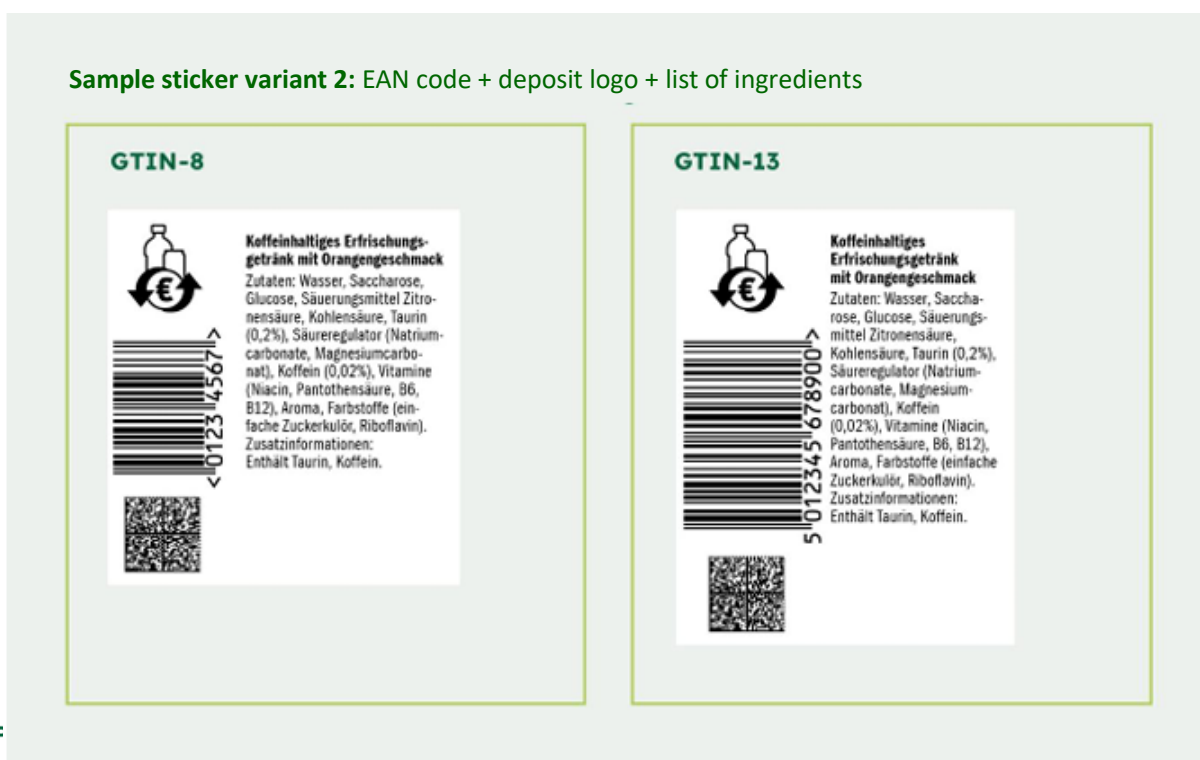 Sample sticker variant 2: EAN code + deposit logo + list of ingredients
GTIN-8
€
Koffeinhaltiges Erfrischungs-
getränk mit Orangengeschmack
Zutaten: Wasser, Saccharose,
Glucose, Säuerungsmittel Zitro-
nensäure, Kohlensäure, Taurin
(0,2%), Säureregulator (Natrium-
carbonate, Magnesiumcarbo-
nat), Koffein (0,02%), Vitamine
(Niacin, Pantothensäure, B6,
B12), Aroma, Farbstoffe (ein-
fache Zuckerkulör, Riboflavin).
Zusatzinformationen:
Enthält Taurin, Koffein.
<0123 4567>
GTIN-13
€
Koffeinhaltiges
Erfrischungsgetränk
mit Orangengeschmack
Zutaten: Wasser, Saccha-
rose, Glucose, Säuerungs-
mittel Zitronensäure,
Kohlensäure, Taurin (0,2%),
Säureregulator (Natrium-
carbonate, Magnesium-
carbonat), Koffein
(0,02%), Vitamine (Niacin,
Pantothensäure, B6, B12),
Aroma, Farbstoffe (einfache
Zuckerkulör, Riboflavin).
Zusatzinformationen:
Enthält Taurin, Koffein.
5 012345 678900>